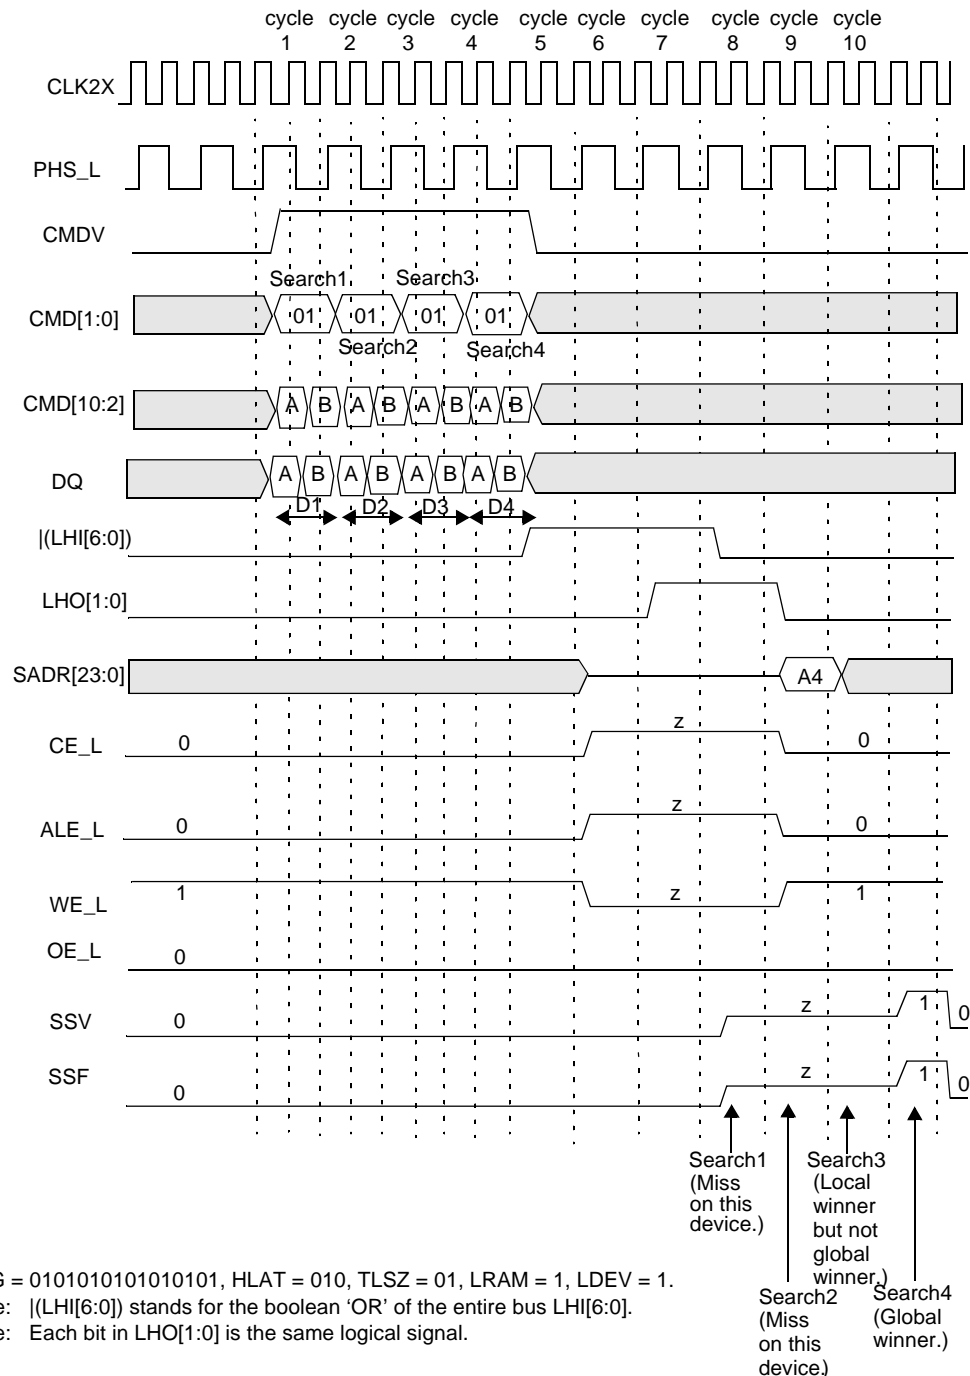 cycle cycle cycle cycle cycle cycle cycle cycle cycle cycle
1 2 3 4 5 6 7 8 9 10
CLK2X
PHS_L
CMDV
Search1 Search3
CMD[1:0] 01 01 01 01
Search2 Search4
CMD[10:2] A B A B A B A B
DQ A B A B A B A B
D1 D2 D3 D4
|(LHI[6:0])
LHO[1:0]
SADR[23:0] A4
CE_L 0 z 0
ALE_L 0 z 0
WE_L 1 z 1
OE_L 0
SSV 0 z 1 0
SSF 0 z 1 0
Search1
(Miss
on this
device.)
Search3
(Local
winner
but not
global
winner.)
Search2
(Miss
on this
device.)
Search4
(Global
winner.)
G = 0101010101010101, HLAT = 010, TLSZ = 01, LRAM = 1, LDEV = 1.
e: |(LHI[6:0]) stands for the boolean ‘OR’ of the entire bus LHI[6:0].
e: Each bit in LHO[1:0] is the same logical signal.